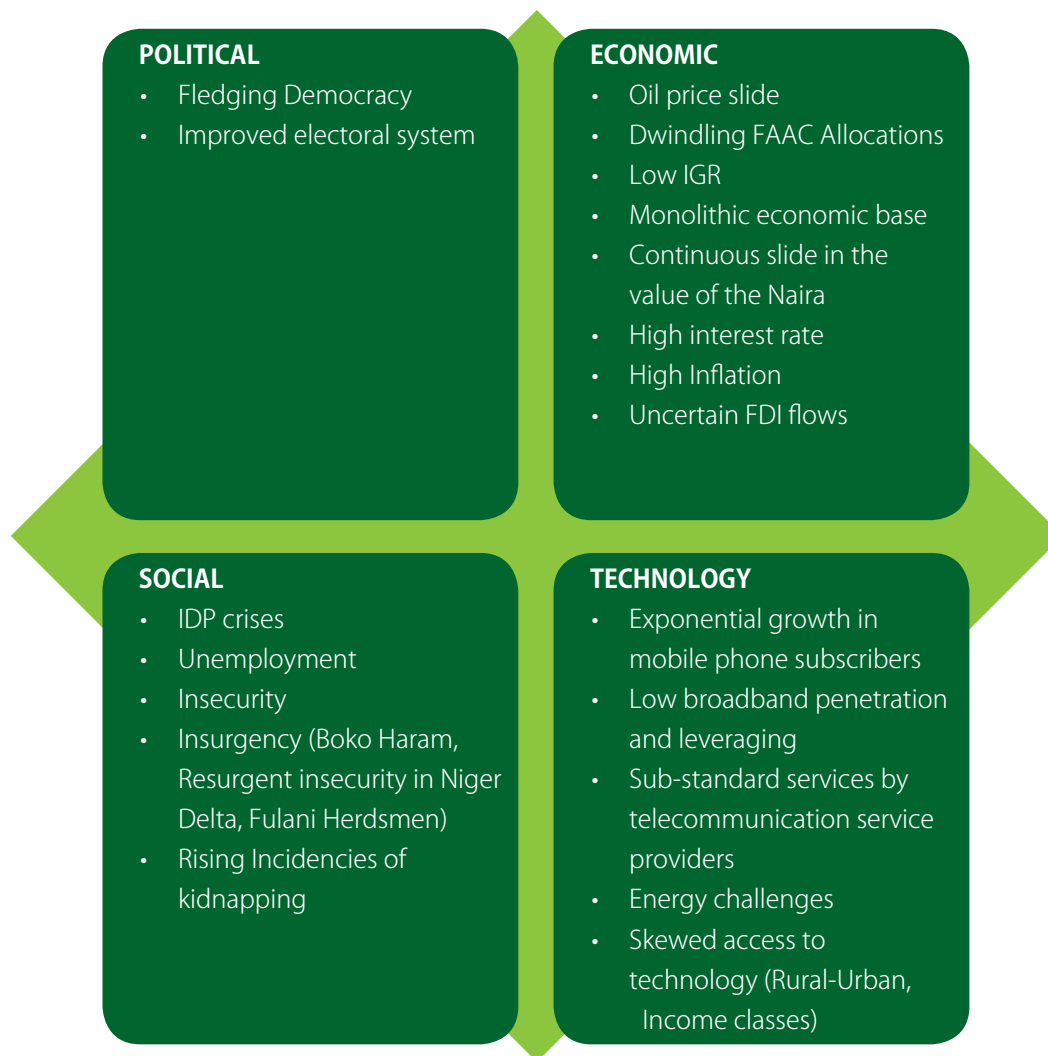 POLITICAL
• Fledging Democracy
• Improved electoral system
ECONOMIC
• Oil price slide
• Dwindling FAAC Allocations
• Low IGR
• Monolithic economic base
• Continuous slide in the
value of the Naira
• High interest rate
• High Inflation
• Uncertain FDI flows
SOCIAL
• IDP crises
• Unemployment
• Insecurity
• Insurgency (Boko Haram,
Resurgent insecurity in Niger
Delta, Fulani Herdsmen)
• Rising Incidencies of
kidnapping
TECHNOLOGY
• Exponential growth in
mobile phone subscribers
• Low broadband penetration
and leveraging
• Sub-standard services by
telecommunication service
providers
• Energy challenges
• Skewed access to
technology (Rural-Urban,
Income classes)